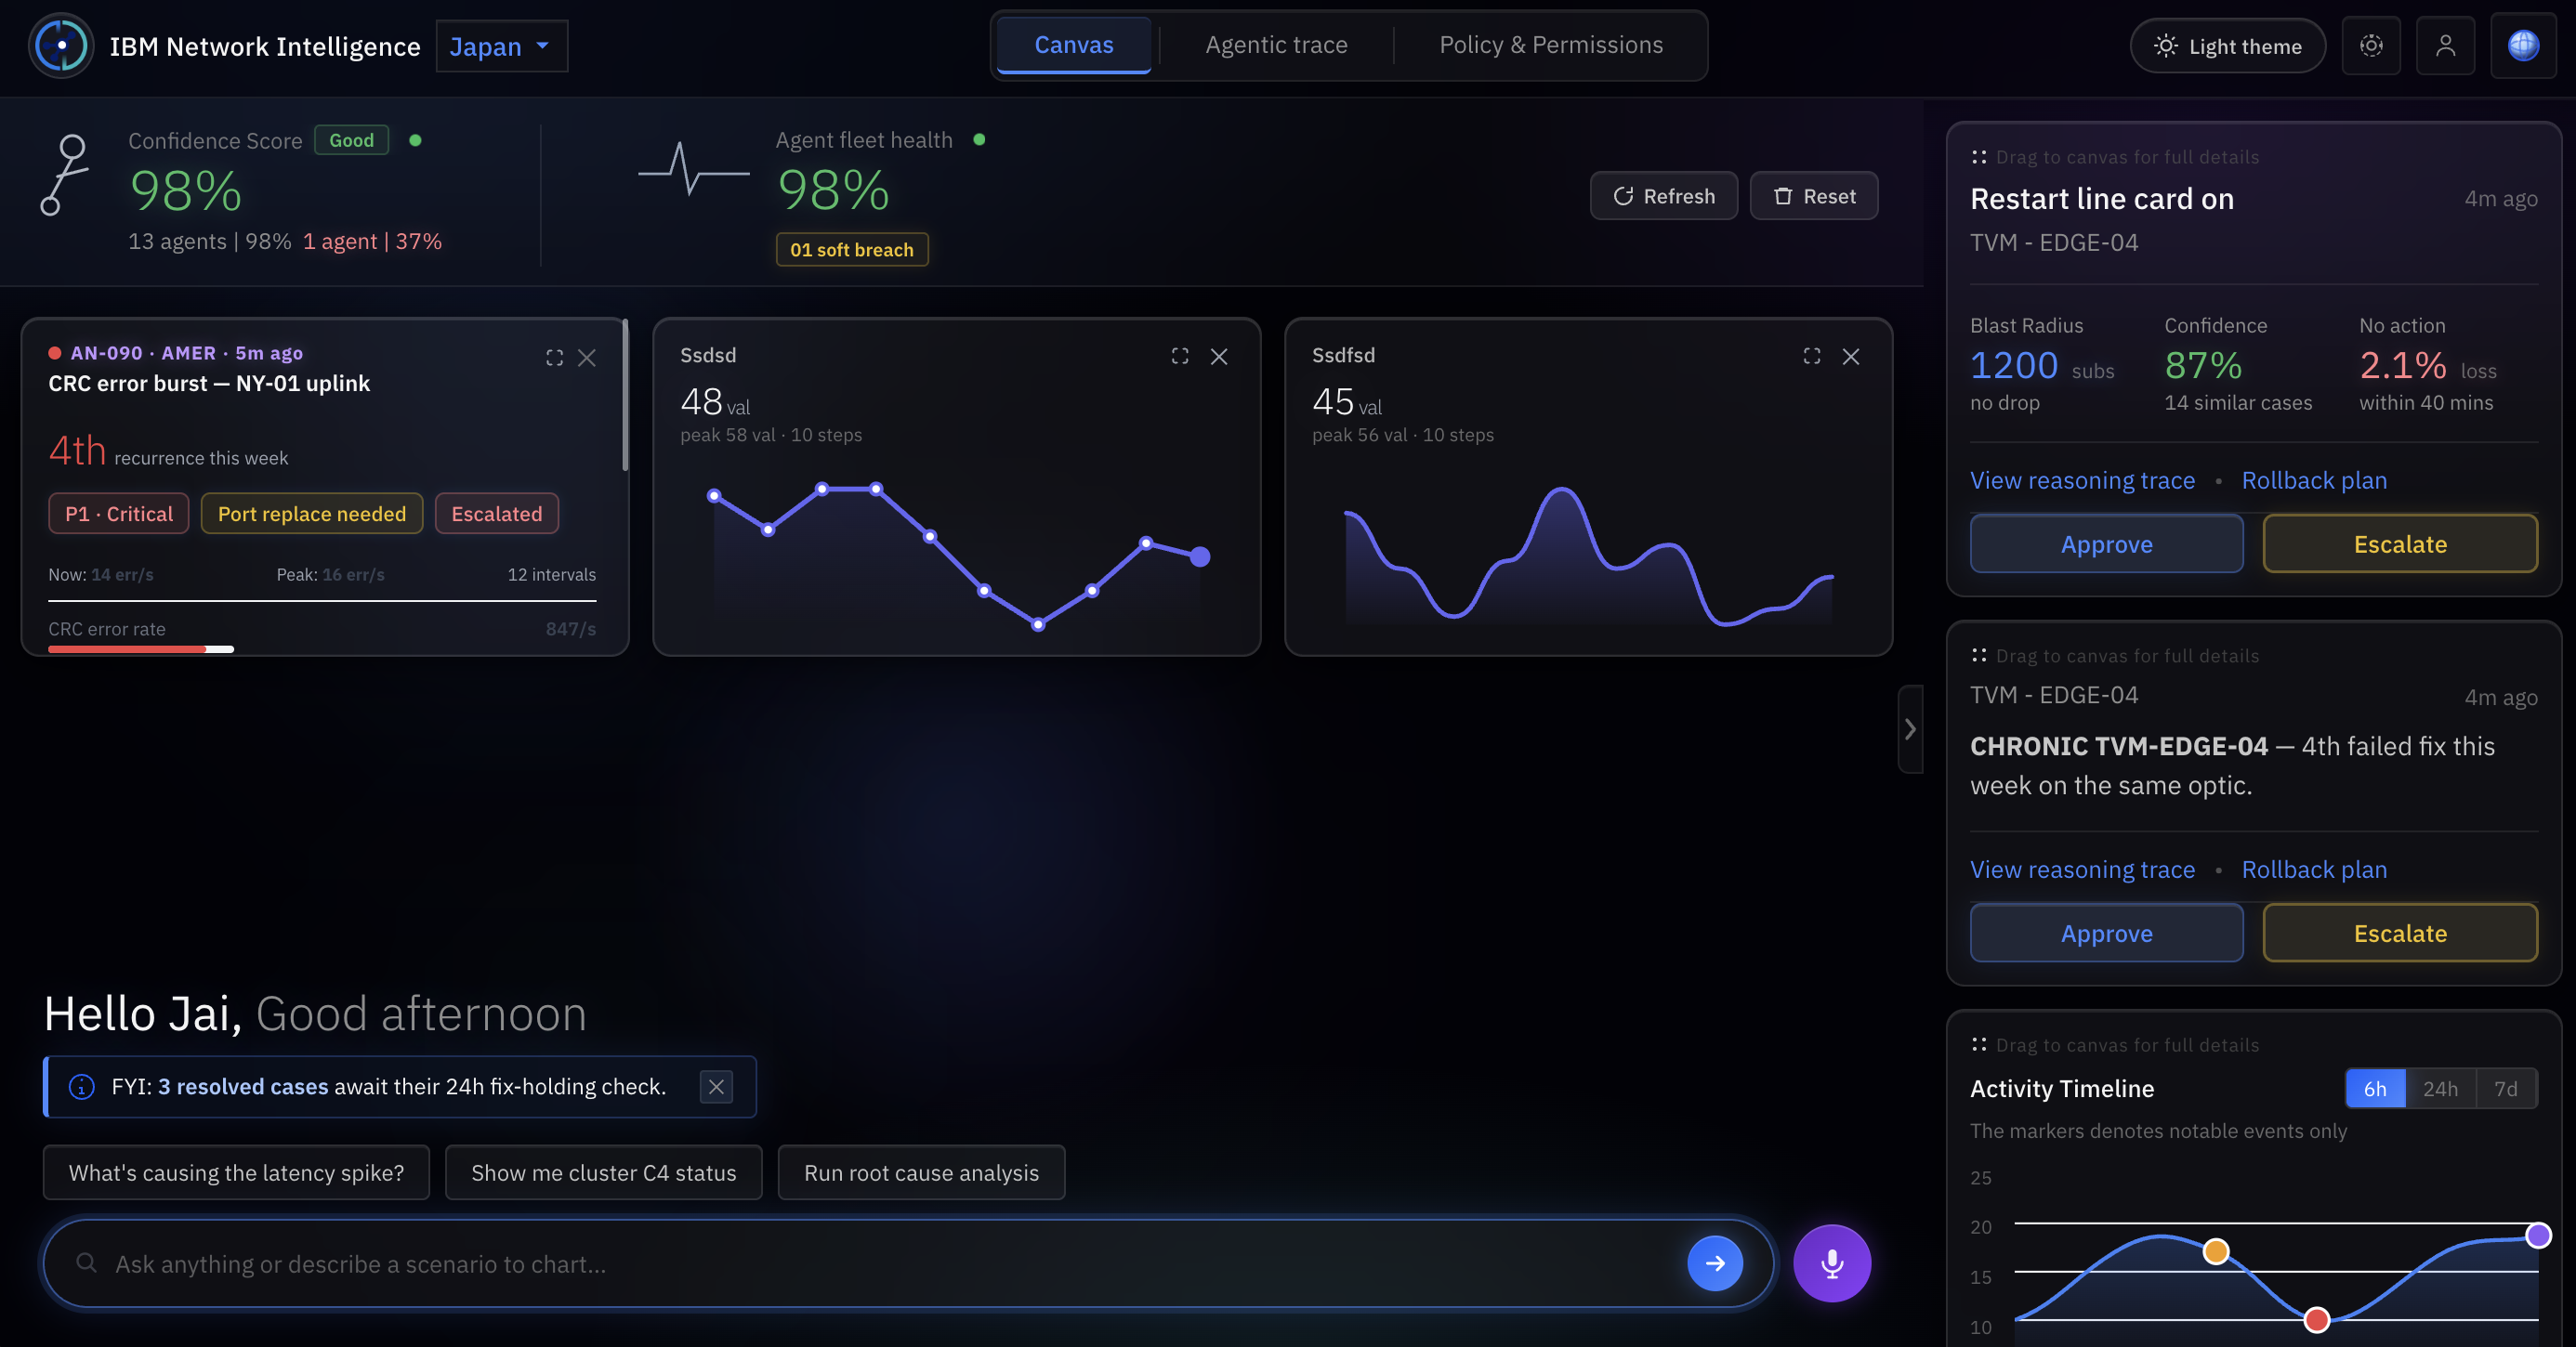 IBM Network Intelligence
Japan
Canvas
Agentic trace
Policy & Permissions
Light theme
Confidence Score
Good
98%
13 agents | 98% 1 agent | 37%
Agent fleet health
98%
01 soft breach
Refresh
Reset
AN-090 · AMER · 5m ago
CRC error burst — NY-01 uplink
4th recurrence this week
P1 · Critical
Port replace needed
Escalated
Now: 14 err/s
Peak: 16 err/s
12 intervals
CRC error rate
847/s
Ssdsd
48 val
peak 58 val · 10 steps
Ssdfsd
45 val
peak 56 val · 10 steps
Hello Jai, Good afternoon
FYI: 3 resolved cases await their 24h fix-holding check.
What's causing the latency spike?
Show me cluster C4 status
Run root cause analysis
Ask anything or describe a scenario to chart...
Drag to canvas for full details
Restart line card on
4m ago
TVM - EDGE-04
Blast Radius
1200 subs
no drop
Confidence
87%
14 similar cases
No action
2.1% loss
within 40 mins
View reasoning trace • Rollback plan
Approve
Escalate
Drag to canvas for full details
TVM - EDGE-04
4m ago
CHRONIC TVM-EDGE-04 — 4th failed fix this
week on the same optic.
View reasoning trace • Rollback plan
Approve
Escalate
Drag to canvas for full details
Activity Timeline
6h
24h
7d
The markers denotes notable events only
25
20
15
10